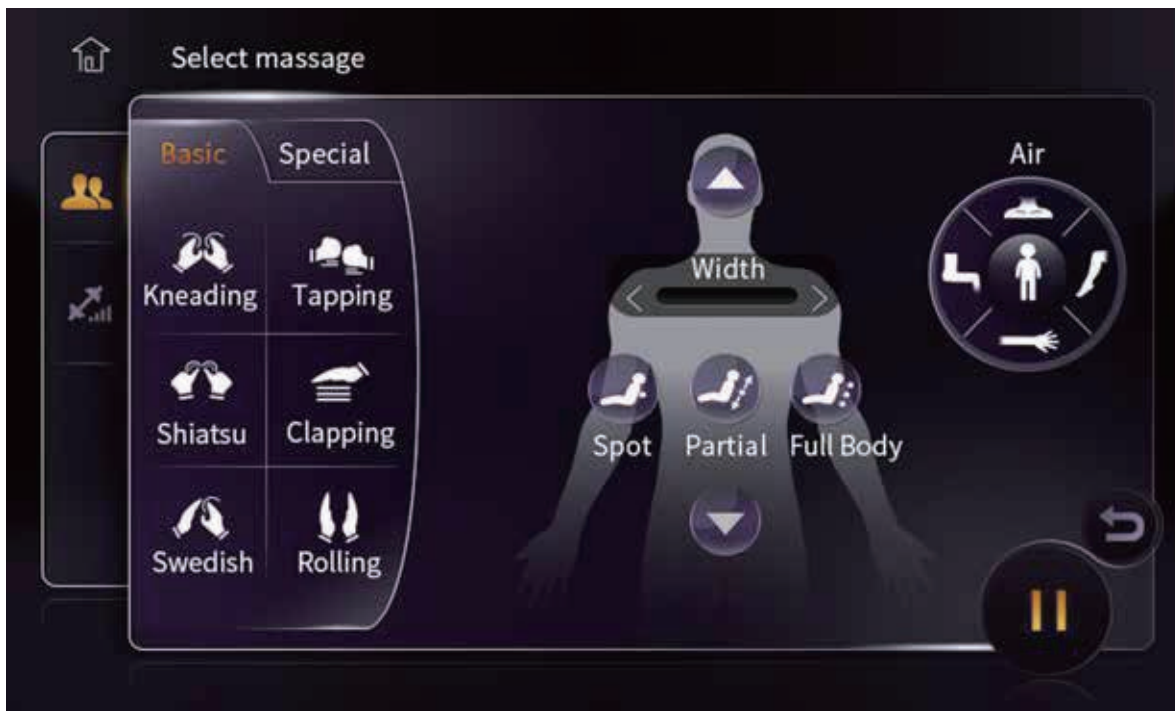 Select massage
Basic
Special
Air
Width
Kneading
Tapping
Shiatsu
Clapping
Spot
Partial
Full Body
Swedish
Rolling